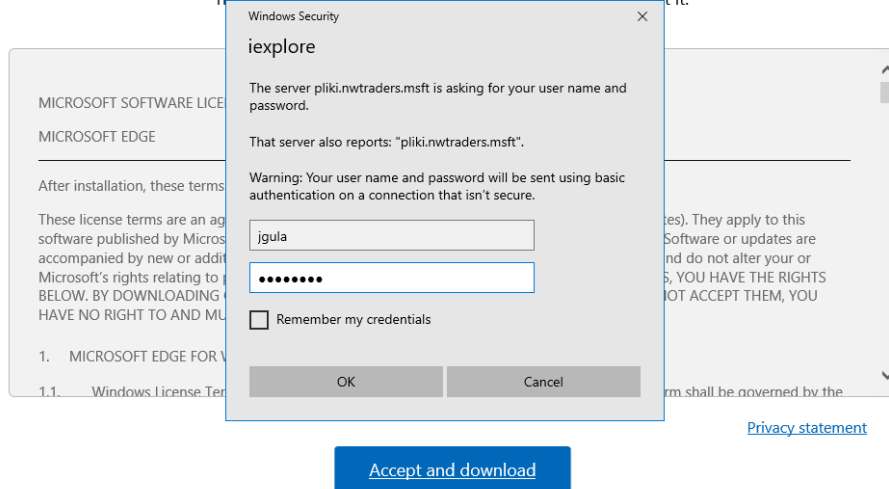 it.
Windows Security
iexplore
The server pliki.nwtraders.msft is asking for your user name and
password.
That server also reports: "pliki.nwtraders.msft".
Warning: Your user name and password will be sent using basic
authentication on a connection that isn't secure.
jgula
●●●●●●●●
Remember my credentials
OK Cancel
MICROSOFT SOFTWARE LICE
MICROSOFT EDGE
After installation, these terms
These license terms are an ag tes). They apply to this
software published by Micros Software or updates are
accompanied by new or addit nd do not alter your or
Microsoft's rights relating to S, YOU HAVE THE RIGHTS
BELOW. BY DOWNLOADING NOT ACCEPT THEM, YOU
HAVE NO RIGHT TO AND MU
1. MICROSOFT EDGE FOR
1.1. Windows License Ter rm shall be governed by the
Privacy statement
Accept and download